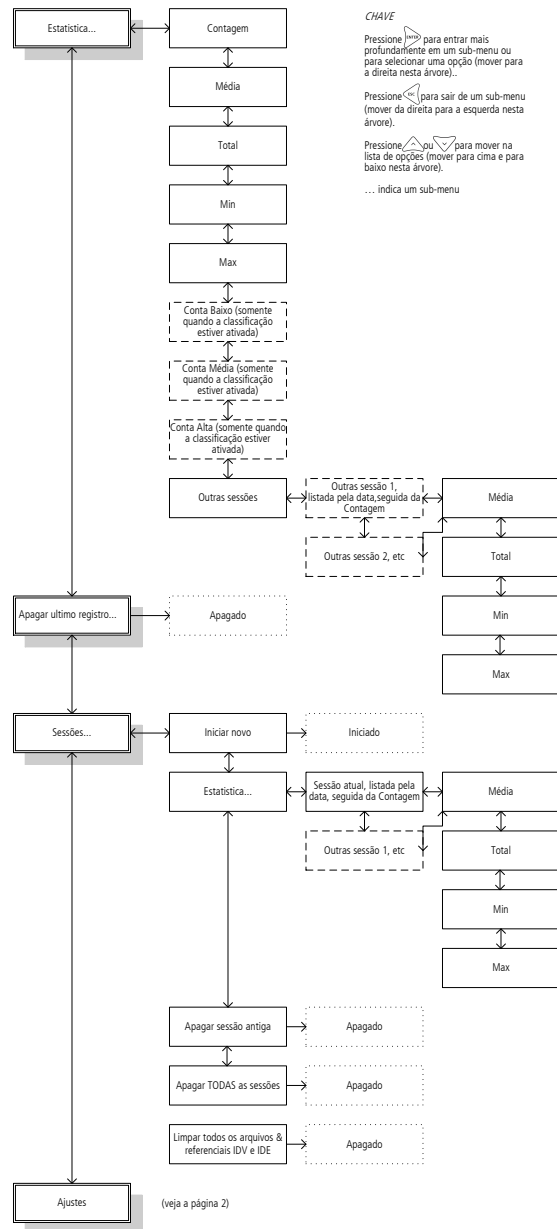 Estatistica...
Contagem
Média
Total
Min
Max
Conta Baixo (somente
quando a classificação
estiver ativada)
Conta Média (somente
quando a classificação
estiver ativada)
Conta Alta (somente quando
a classificação estiver
ativada)
Outras sessões
Outras sessão 1,
listada pela data,seguida da
Contagem
Outras sessão 2, etc
Média
Total
Min
Max
CHAVE
Pressione ENTER para entrar mais
profundamente em um sub-menu ou
para selecionar uma opção (mover para
a direita nesta árvore)..
Pressione ESC para sair de um sub-menu
(mover da direita para a esquerda nesta
árvore).
Pressione ou para mover na
lista de opções (mover para cima e para
baixo nesta árvore).
... indica um sub-menu
Apagar ultimo registro...
Apagado
Sessões...
Iniciar novo
Iniciado
Estatistica...
Sessão atual, listada pela
data, seguida da Contagem
Outras sessão 1, etc
Média
Total
Min
Max
Apagar sessão antiga
Apagado
Apagar TODAS as sessões
Apagado
Limpar todos os arquivos &
referenciais IDV e IDE
Apagado
Ajustes
(veja a página 2)